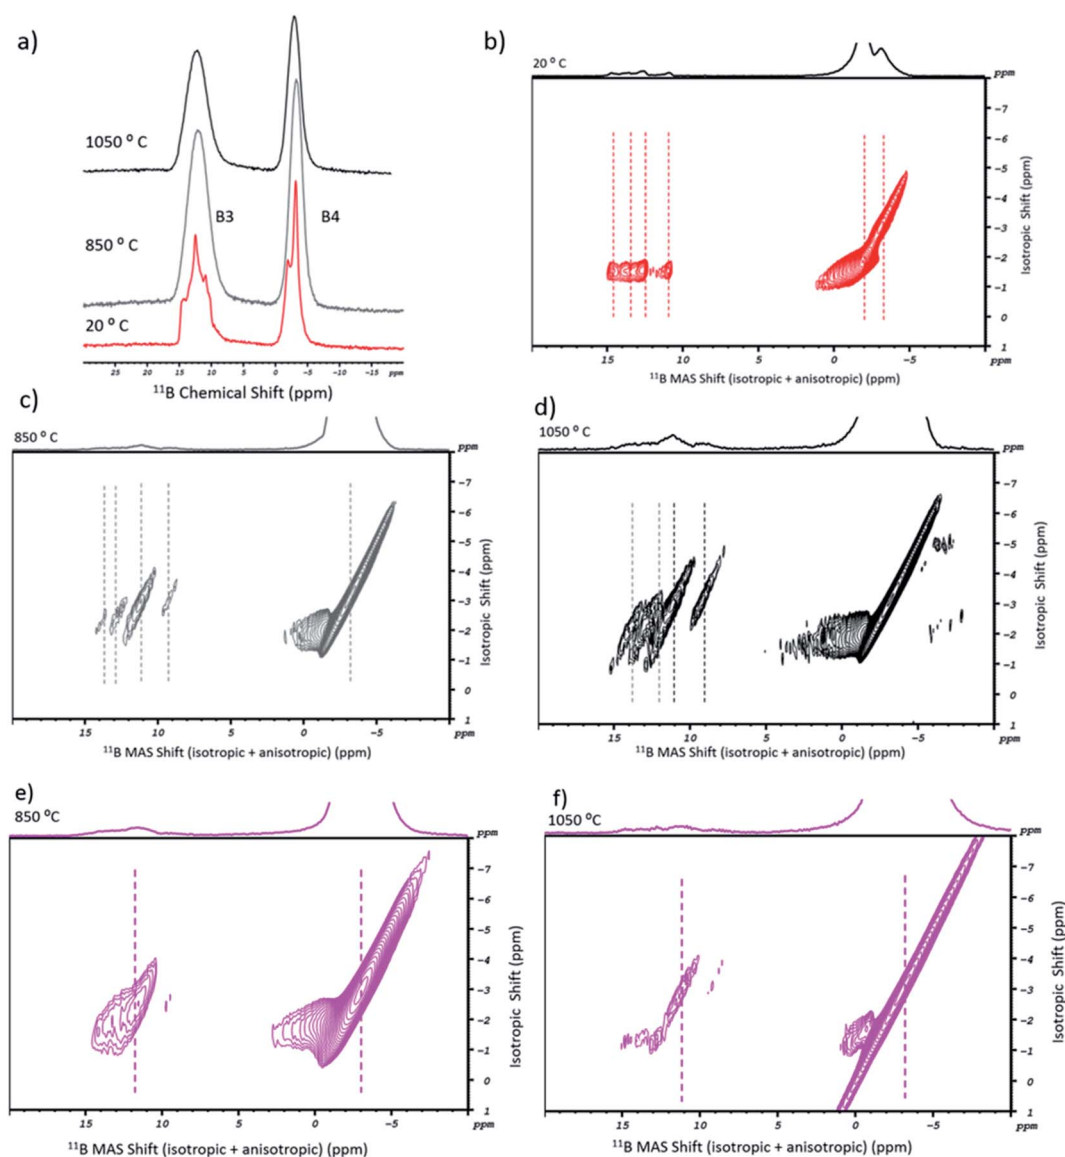 a)
1050 ° C
850 ° C
20 ° C
B3
B4
25 20 15 10 5 0 -5 -10 -15 ppm
¹¹B Chemical Shift (ppm)
b)
20 ° C
ppm
-7
-6
-5
-4
-3
-2
-1
0
1
Isotropic Shift (ppm)
15 10 5 0 -5 ppm
¹¹B MAS Shift (isotropic + anisotropic) (ppm)
c)
850 °C
ppm
-7
-6
-5
-4
-3
-2
-1
0
1
Isotropic Shift (ppm)
15 10 5 0 -5 ppm
¹¹B MAS Shift (isotropic + anisotropic) (ppm)
d)
1050 °C
ppm
-7
-6
-5
-4
-3
-2
-1
0
1
Isotropic Shift (ppm)
15 10 5 0 -5 ppm
¹¹B MAS Shift (isotropic + anisotropic) (ppm)
e)
850 °C
ppm
-7
-6
-5
-4
-3
-2
-1
0
1
Isotropic Shift (ppm)
15 10 5 0 -5 ppm
¹¹B MAS Shift (isotropic + anisotropic) (ppm)
f)
1050 °C
ppm
-7
-6
-5
-4
-3
-2
-1
0
1
Isotropic Shift (ppm)
15 10 5 0 -5 ppm
¹¹B MAS Shift (isotropic + anisotropic) (ppm)